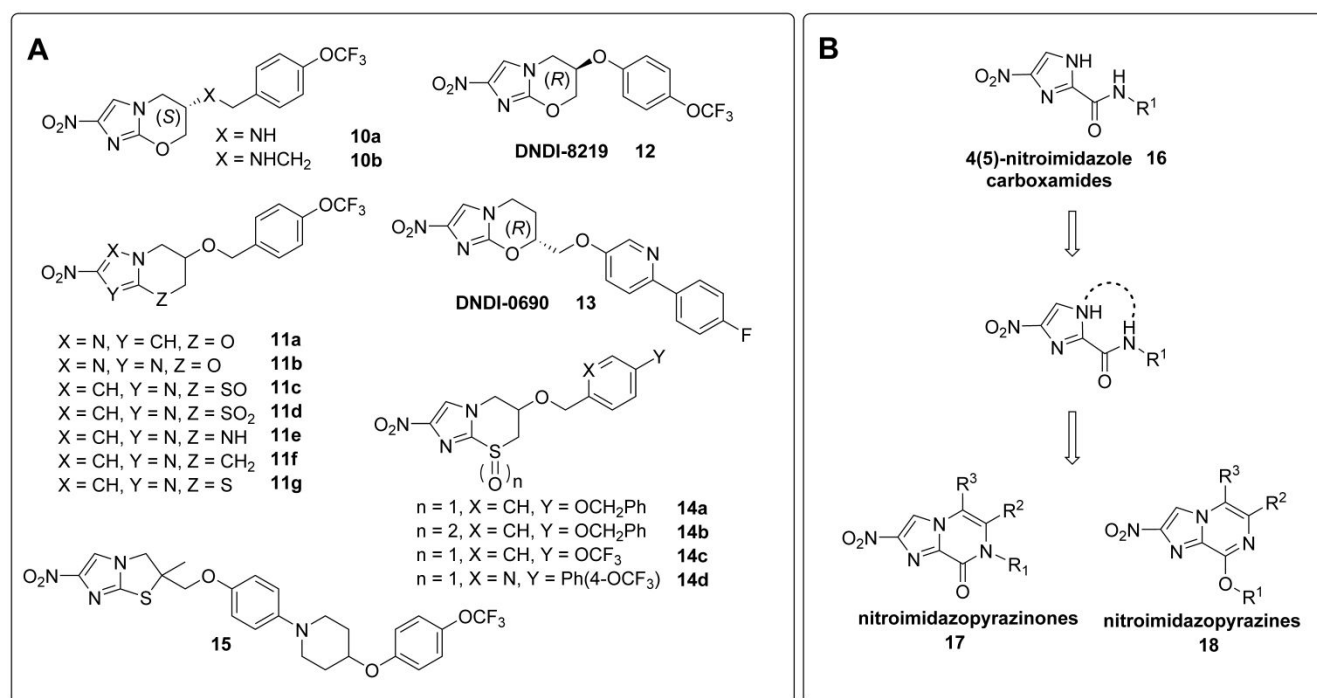 A
O₂N
N
N
O
(S)
X
OCF₃
X = NH 10a
X = NHCH₂ 10b
O₂N
N
N
O
(R)
O
OCF₃
DNDI-8219 12
O₂N
X
N
Y
Z
O
OCF₃
X = N, Y = CH, Z = O 11a
X = N, Y = N, Z = O 11b
X = CH, Y = N, Z = SO 11c
X = CH, Y = N, Z = SO₂ 11d
X = CH, Y = N, Z = NH 11e
X = CH, Y = N, Z = CH₂ 11f
X = CH, Y = N, Z = S 11g
O₂N
N
N
O
(R)
O
N
F
DNDI-0690 13
O₂N
N
N
S
(O)n
O
X
Y
n = 1, X = CH, Y = OCH₂Ph 14a
n = 2, X = CH, Y = OCH₂Ph 14b
n = 1, X = CH, Y = OCF₃ 14c
n = 1, X = N, Y = Ph(4-OCF₃) 14d
O₂N
N
N
S
O
N
O
OCF₃
15
B
O₂N
NH
N
O
H
N
R¹
4(5)-nitroimidazole 16
carboxamides
O₂N
NH
N
O
H
N
R¹
O₂N
N
N
R³
R²
N
R₁
O
nitroimidazopyrazinones
17
O₂N
N
N
R³
R²
N
O
R¹
nitroimidazopyrazines
18